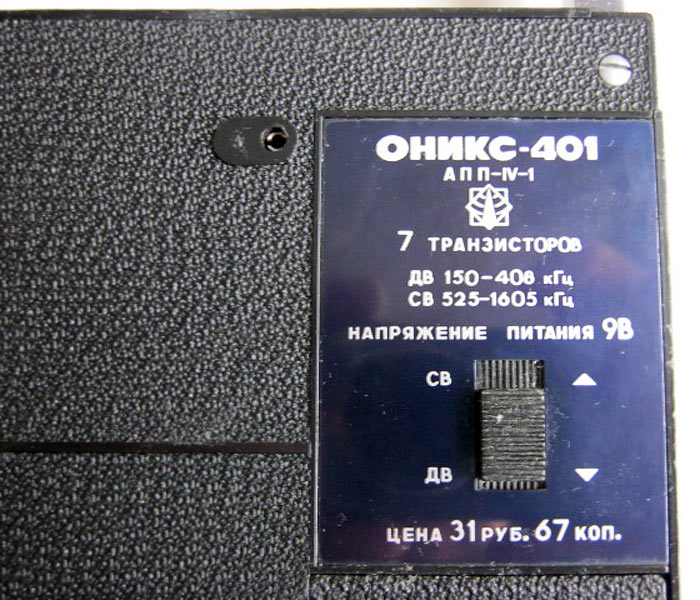 ОНИКС-401
АПП-IV-1
7 ТРАНЗИСТОРОВ
ДВ 150-408 кГц
СВ 525-1605 кГц
НАПРЯЖЕНИЕ ПИТАНИЯ 9В
СВ
ДВ
ЦЕНА 31 РУБ. 67 КОП.